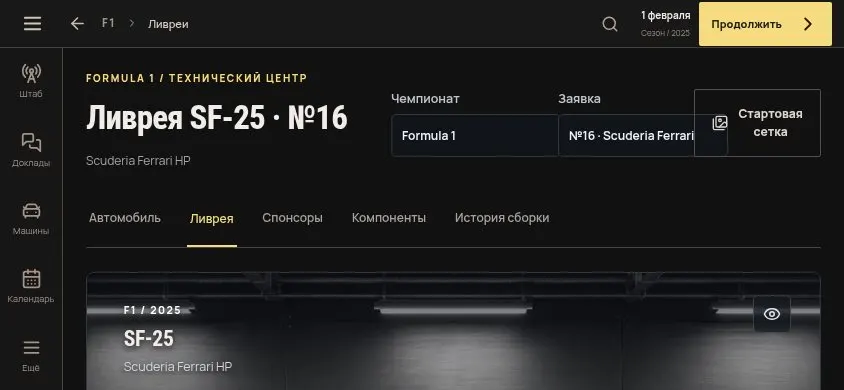 F1
Ливреи
1 февраля
Сезон / 2025
Продолжить
Штаб
Доклады
Машины
Календарь
Ещё
FORMULA 1 / ТЕХНИЧЕСКИЙ ЦЕНТР
Ливрея SF-25 · №16
Scuderia Ferrari HP
Чемпионат
Formula 1
Заявка
№16 · Scuderia Ferrari
Стартовая
сетка
Автомобиль
Ливрея
Спонсоры
Компоненты
История сборки
F1 / 2025
SF-25
Scuderia Ferrari HP